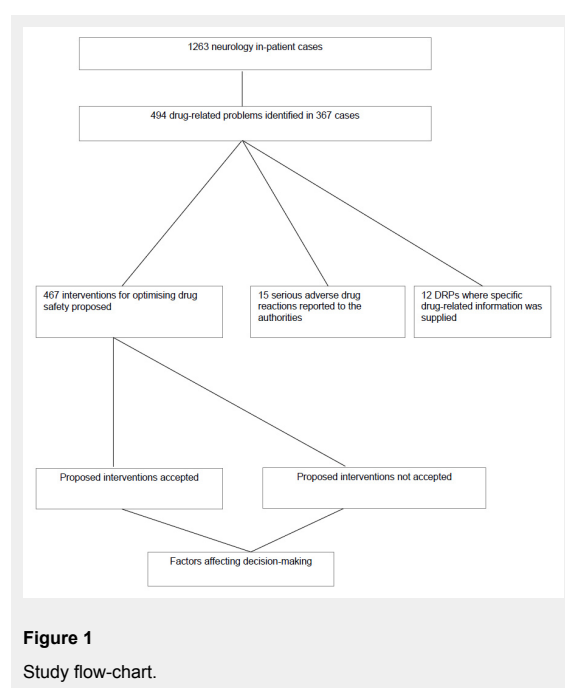 1263 neurology in-patient cases
494 drug-related problems identified in 367 cases
467 interventions for optimising drug
safety proposed
15 serious adverse drug
reactions reported to the
authorities
12 DRPs where specific
drug-related information was
supplied
Proposed interventions accepted
Proposed interventions not accepted
Factors affecting decision-making
Figure 1
Study flow-chart.